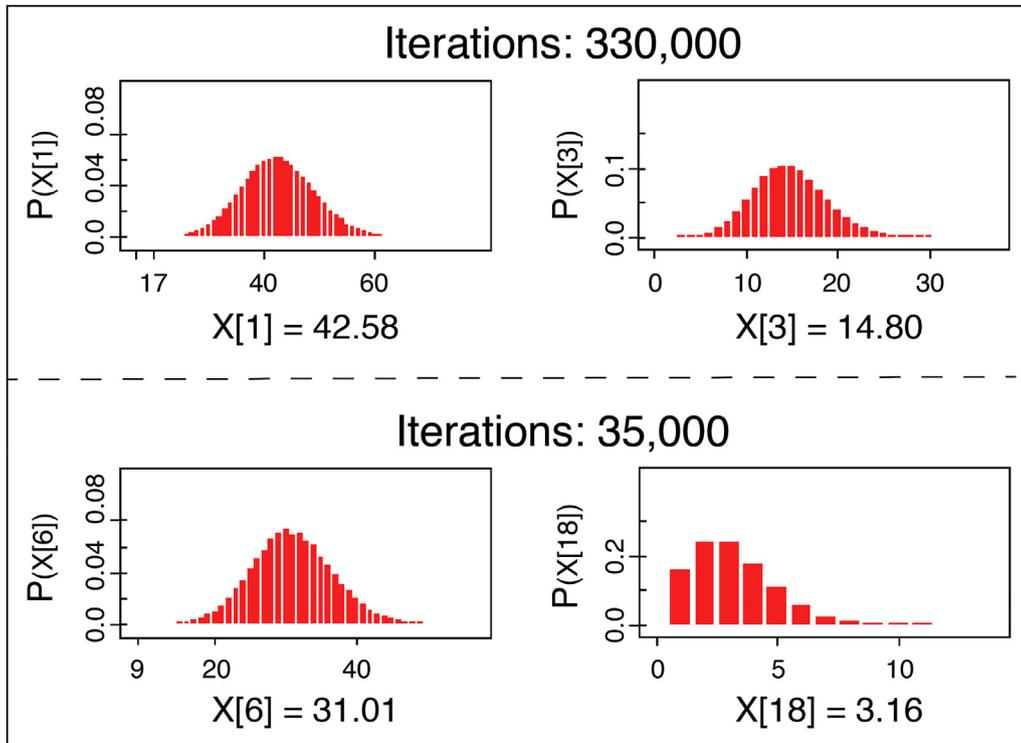 Iterations: 330,000
P(X[1])
0.0 0.04 0.08
17 40 60
X[1] = 42.58
P(X[3])
0.0 0.1
0 10 20 30
X[3] = 14.80
Iterations: 35,000
P(X[6])
0.0 0.04 0.08
9 20 40
X[6] = 31.01
P(X[18])
0.0 0.2
0 5 10
X[18] = 3.16